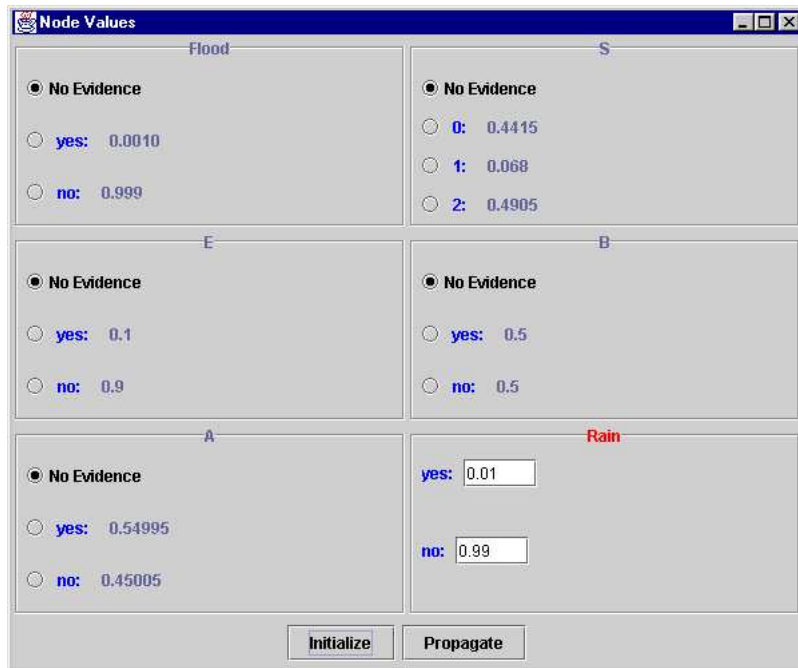 Node Values
Flood
No Evidence
yes: 0.0010
no: 0.999
S
No Evidence
0: 0.4415
1: 0.068
2: 0.4905
E
No Evidence
yes: 0.1
no: 0.9
B
No Evidence
yes: 0.5
no: 0.5
A
No Evidence
yes: 0.54995
no: 0.45005
Rain
yes: 0.01
no: 0.99
Initialize
Propagate